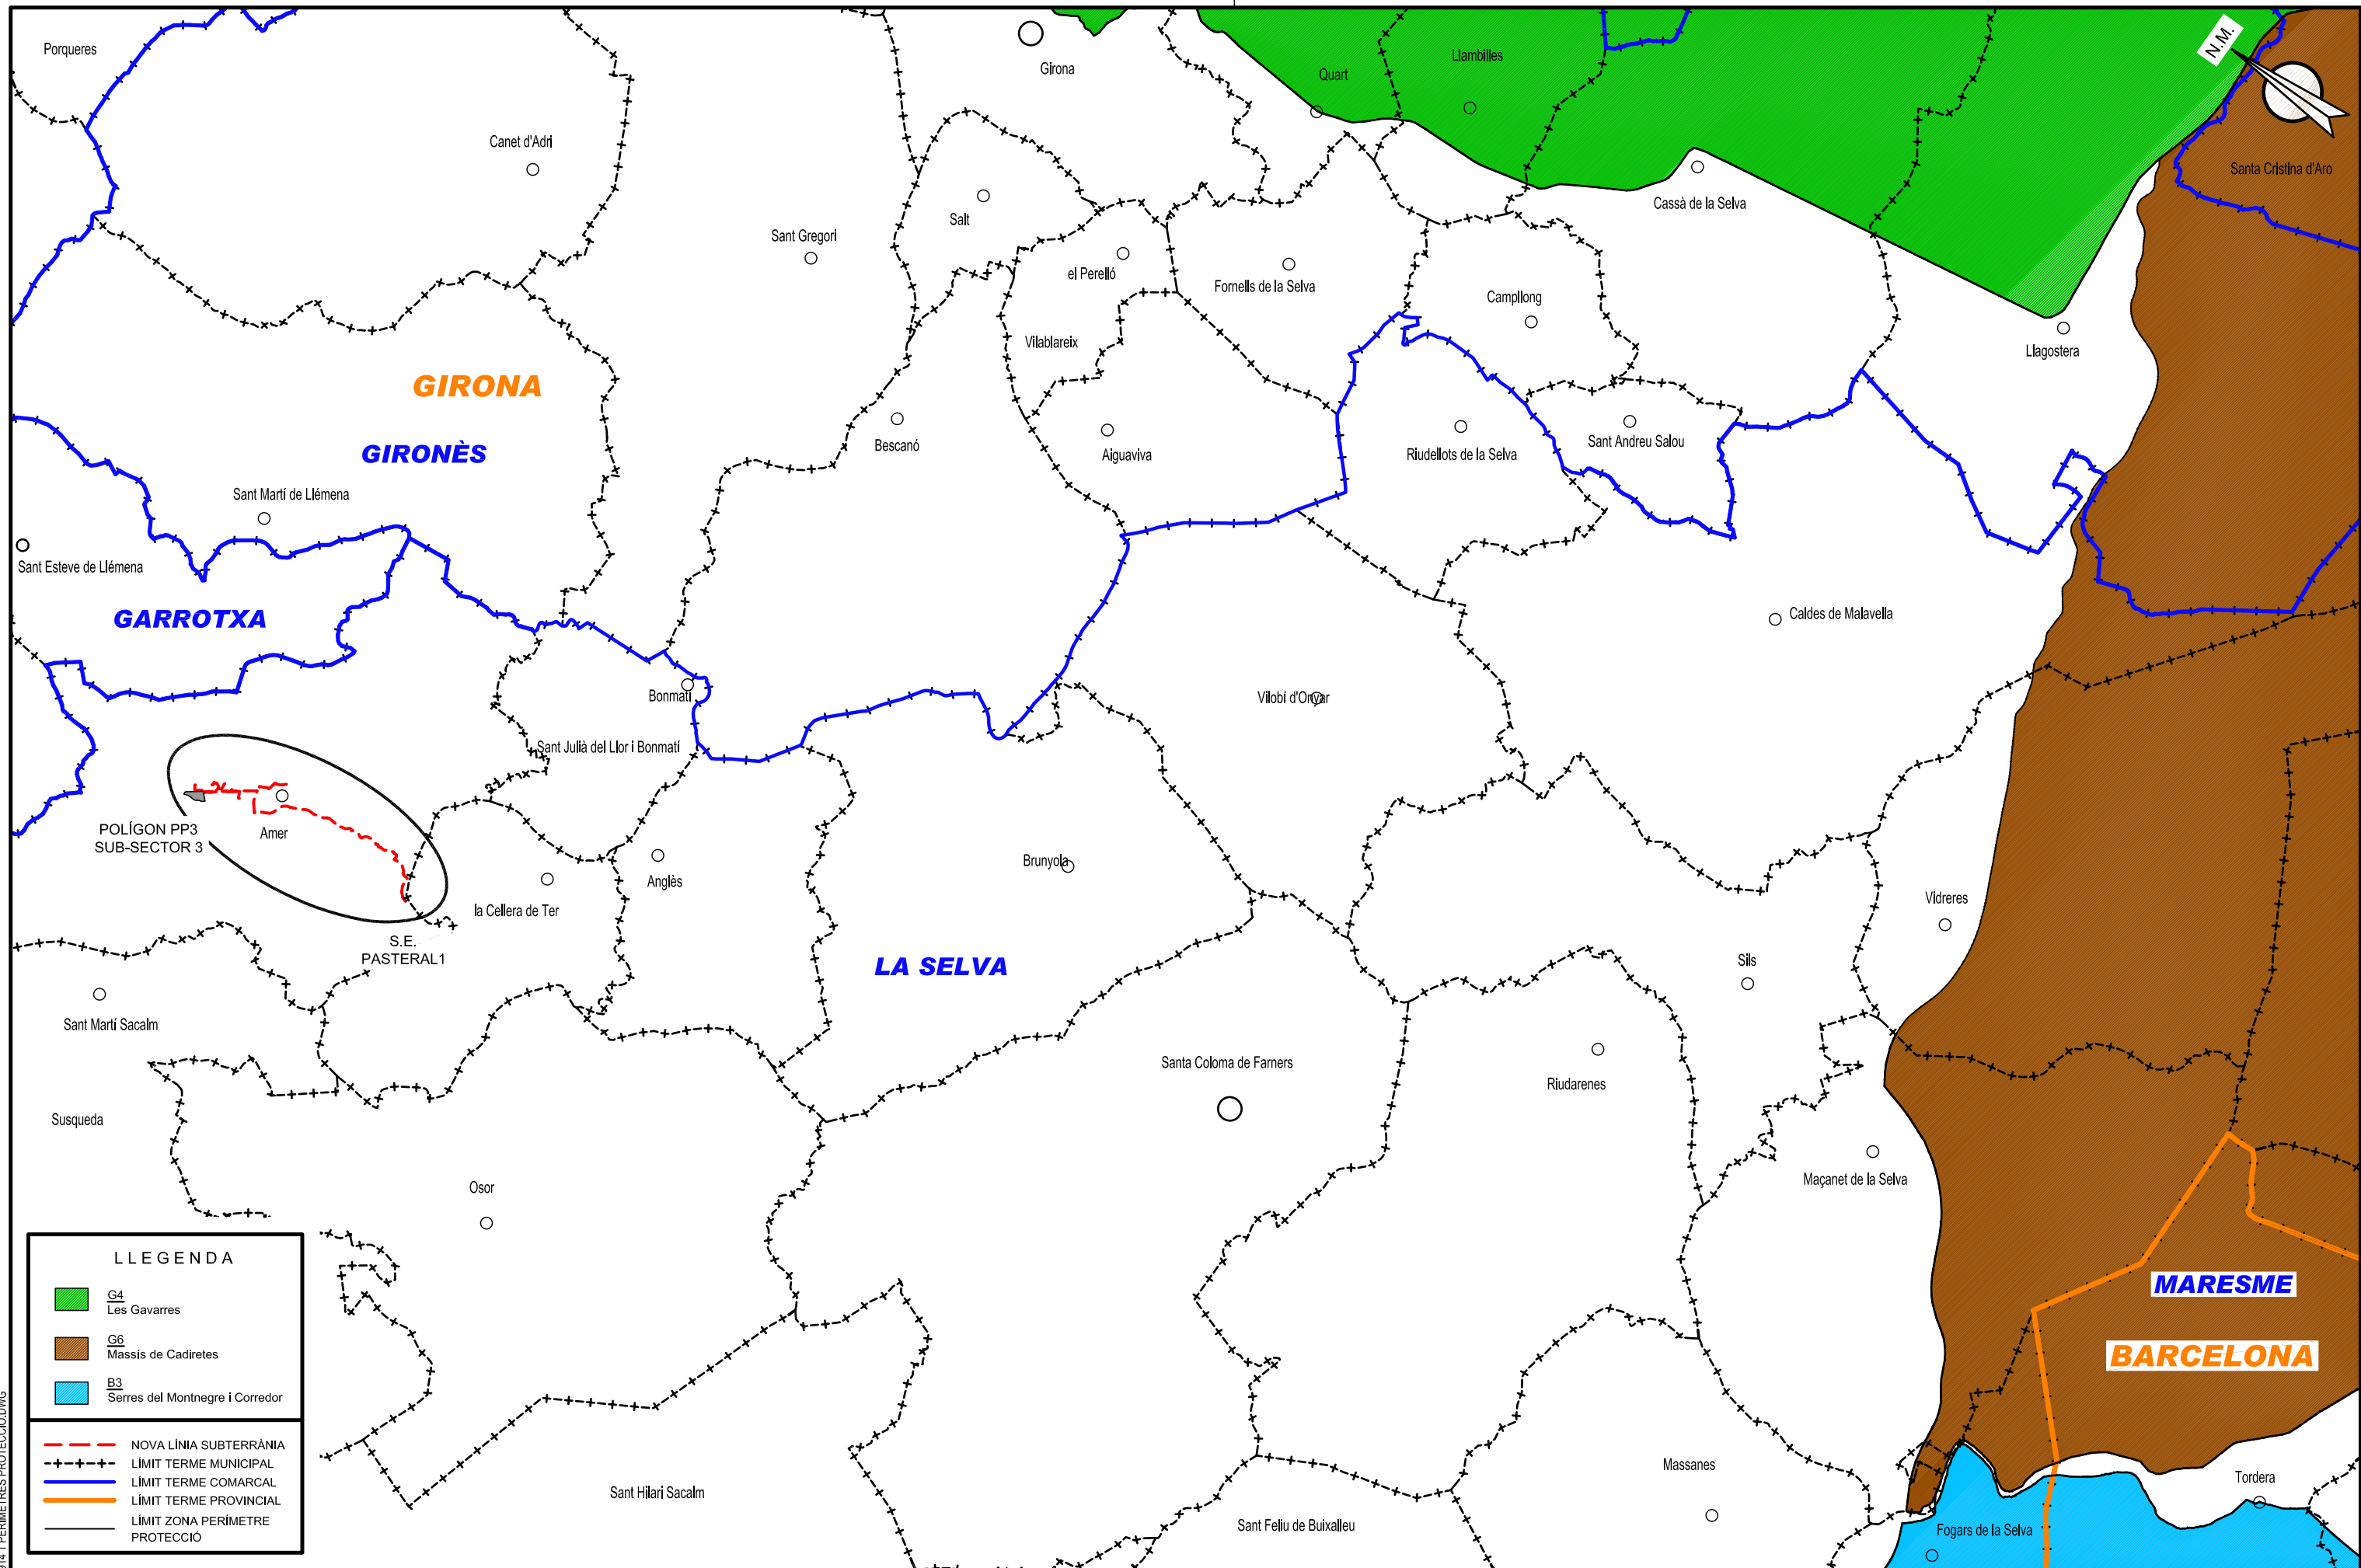 Porqueres
Girona
Quart
Llambilles
N.M.
Canet d'Adri
Santa Cristina d'Aro
Salt
Cassà de la Selva
Sant Gregori
el Perelló
Fornells de la Selva
Campllong
Vilablareix
Llagostera
GIRONA
GIRONÈS
Bescanó
Aiguaviva
Riudellots de la Selva
Sant Andreu Salou
Sant Martí de Llémena
Sant Esteve de Llémena
GARROTXA
Caldes de Malavella
Bonmatí
Vilobí d'Onyar
Sant Julià del Llor i Bonmatí
POLÍGON PP3
SUB-SECTOR 3
Amer
Brunyola
Anglès
la Cellera de Ter
Vidreres
S.E.
PASTERAL1
LA SELVA
Sils
Sant Martí Sacalm
Santa Coloma de Farners
Riudarenes
Susqueda
Maçanet de la Selva
Osor
MARESME
BARCELONA
Massanes
Tordera
Sant Hilari Sacalm
Sant Feliu de Buixalleu
Fogars de la Selva
LLEGENDA
G4
Les Gavarres
G6
Massís de Cadiretes
B3
Serres del Montnegre i Corredor
NOVA LÍNIA SUBTERRÀNIA
LÍMIT TERME MUNICIPAL
LÍMIT TERME COMARCAL
LÍMIT TERME PROVINCIAL
LÍMIT ZONA PERÍMETRE
PROTECCIÓ